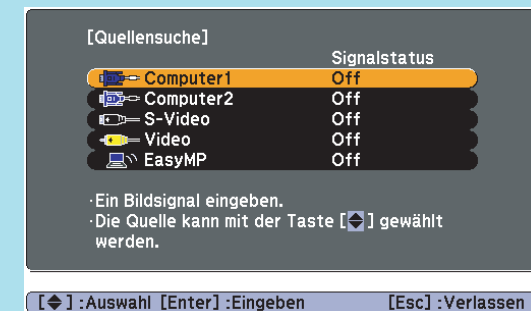 [Quellensuche]
Signalstatus
Computer1 Off
Computer2 Off
S-Video Off
Video Off
EasyMP Off
·Ein Bildsignal eingeben.
·Die Quelle kann mit der Taste [◆] gewählt
werden.
[◆] :Auswahl [Enter] :Eingeben [Esc] :Verlassen